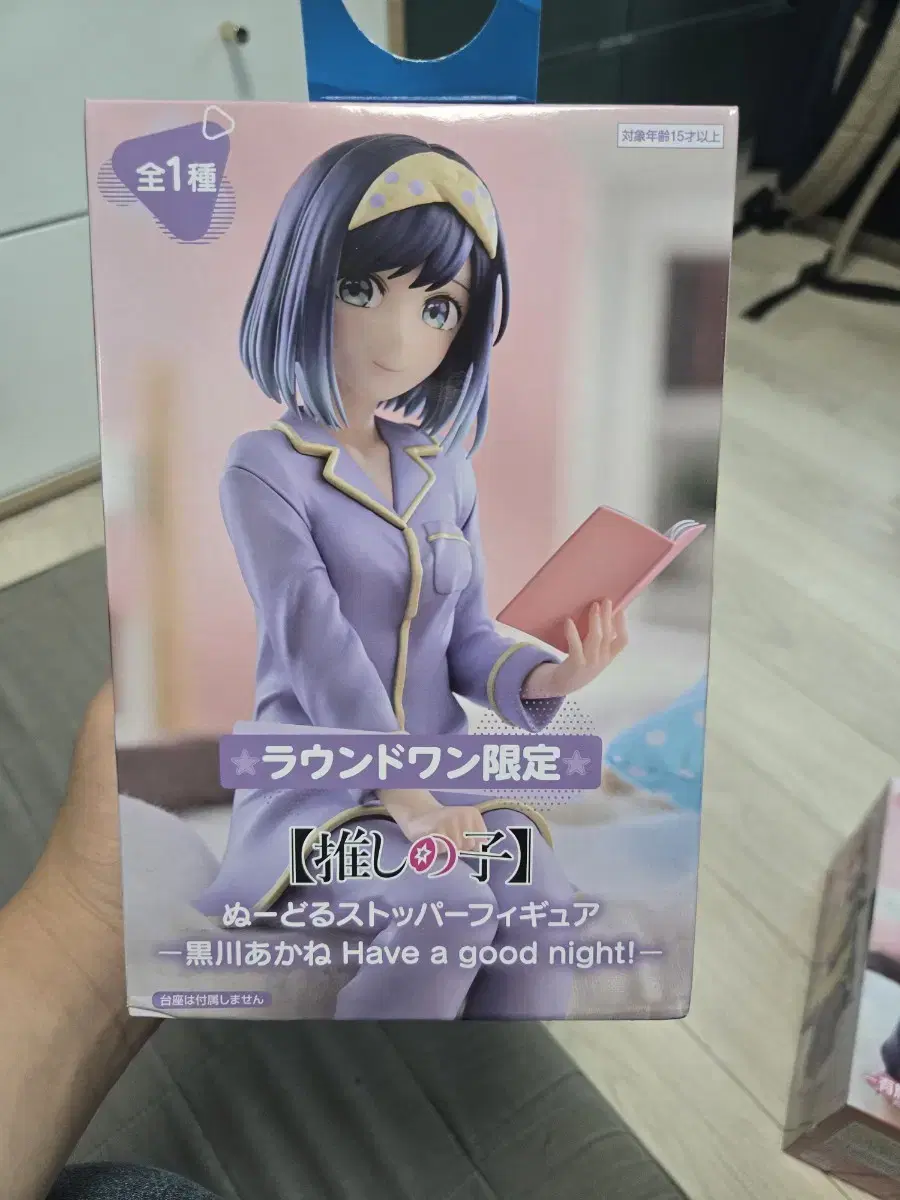 全1種
対象年齢15才以上
★ラウンドワン限定★
【推しの子】
ぬーどるストッパーフィギュア
―黒川あかね Have a good night!―
台座は付属しません